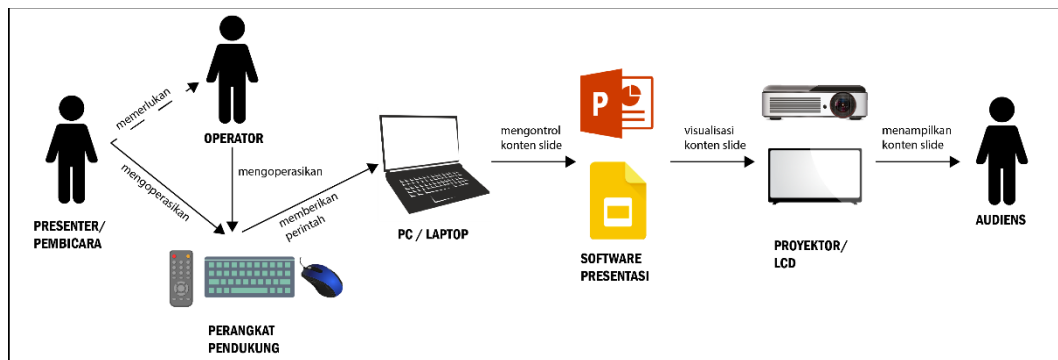 memerlukan
OPERATOR
mengoperasikan
PRESENTER/
PEMBICARA
mengoperasikan
memberikan
perintah
PERANGKAT
PENDUKUNG
PC / LAPTOP
mengontrol
konten slide
P
SOFTWARE
PRESENTASI
visualisasi
konten slide
PROYEKTOR/
LCD
menampilkan
konten slide
AUDIENS